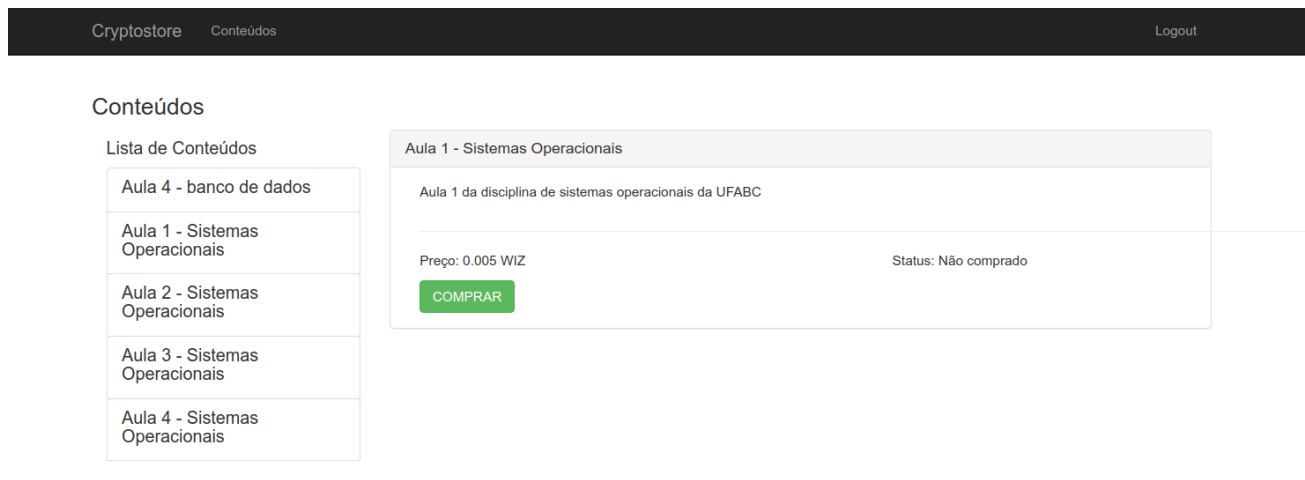 Cryptostore Conteúdos Logout
Conteúdos
Lista de Conteúdos
Aula 4 - banco de dados
Aula 1 - Sistemas
Operacionais
Aula 2 - Sistemas
Operacionais
Aula 3 - Sistemas
Operacionais
Aula 4 - Sistemas
Operacionais
Aula 1 - Sistemas Operacionais
Aula 1 da disciplina de sistemas operacionais da UFABC
Preço: 0.005 WIZ Status: Não comprado
COMPRAR